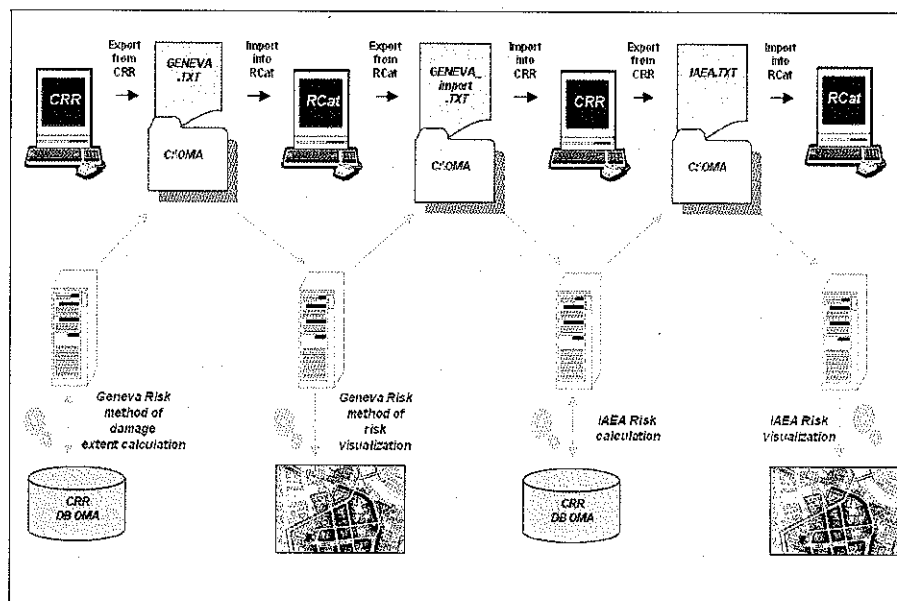 Export
from
CRR
GENEVA
.TXT
Import
into
RCat
Export
from
RCat
GENEVA_
import
.TXT
Import
into
CRR
Export
from
CRR
IAEA.TXT
Import
into
RCat
CRR
RCat
CRR
RCat
C:\OMA
C:\OMA
C:\OMA
Geneva Risk
method of
damage
extent calculation
Geneva Risk
method of
risk
visualization
IAEA Risk
calculation
IAEA Risk
visualization
CRR
DB OMA
CRR
DB OMA